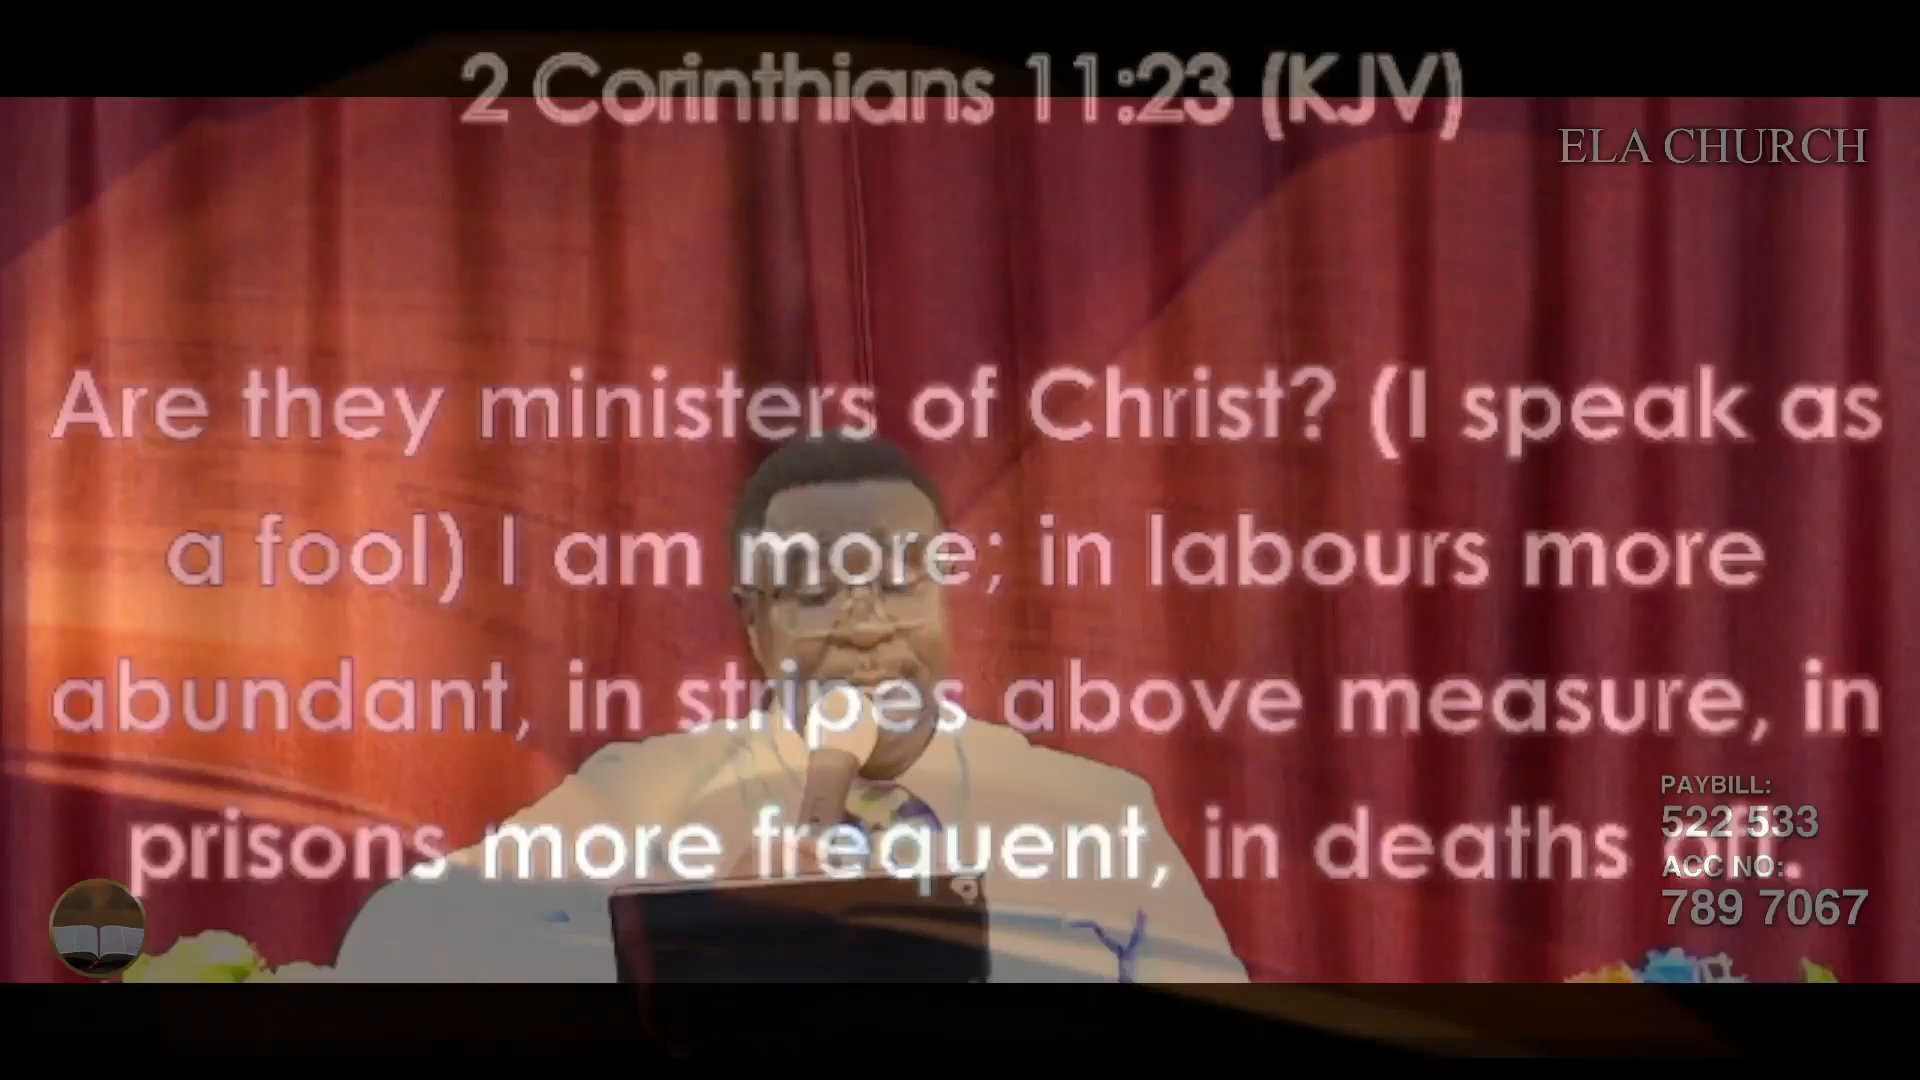 2 Corinthians 11:23 (KJV)
ELA CHURCH
Are they ministers of Christ? (I speak as
a fool) I am more; in labours more
abundant, in stripes above measure, in
prisons more frequent, in deaths oft.
PAYBILL:
522 533
ACC NO:
789 7067